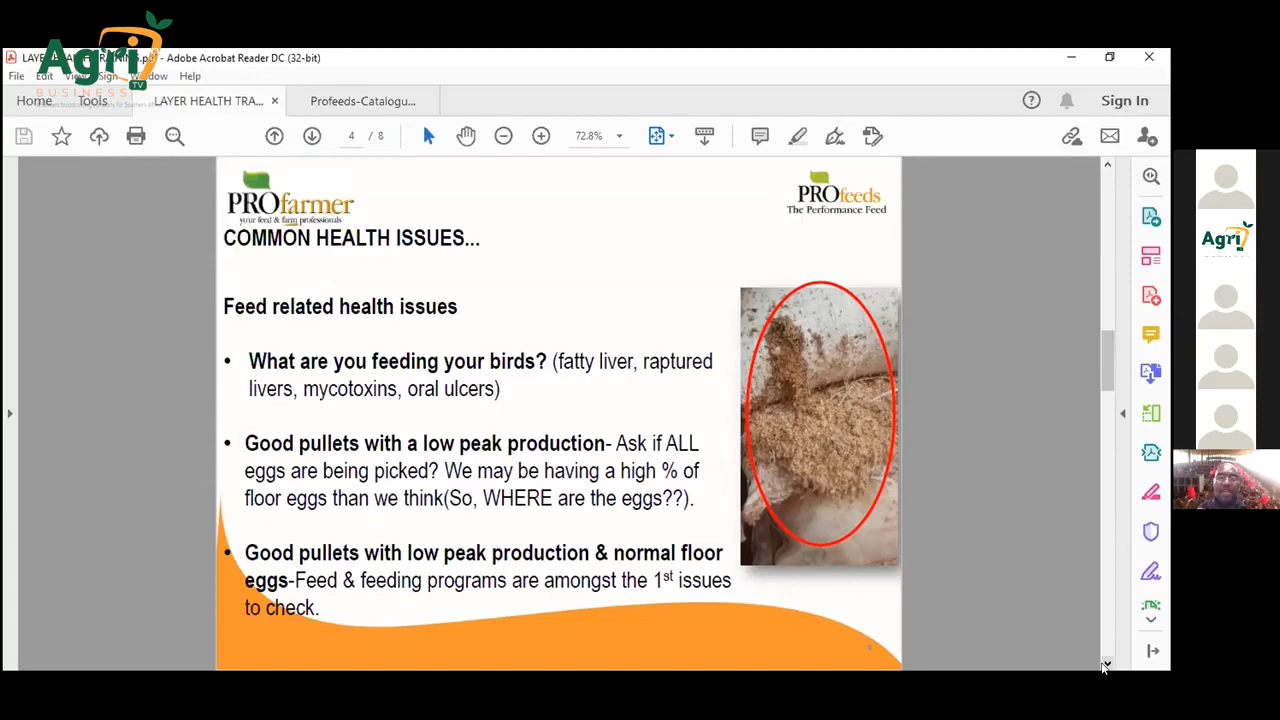 Agri
TV
BUSINESS
LAYER HEALTH TRAINING.pdf - Adobe Acrobat Reader DC (32-bit)
File Edit View Sign Window Help
Home Tools LAYER HEALTH TRA... × Profeeds-Catalogu... Sign In
4 / 8 72.8%
PROfarmer
your feed & farm professionals
PROfeeds
The Performance Feed
COMMON HEALTH ISSUES...
Feed related health issues
• What are you feeding your birds? (fatty liver, raptured
livers, mycotoxins, oral ulcers)
• Good pullets with a low peak production- Ask if ALL
eggs are being picked? We may be having a high % of
floor eggs than we think(So, WHERE are the eggs??).
• Good pullets with low peak production & normal floor
eggs-Feed & feeding programs are amongst the 1st issues
to check.
4
Agri